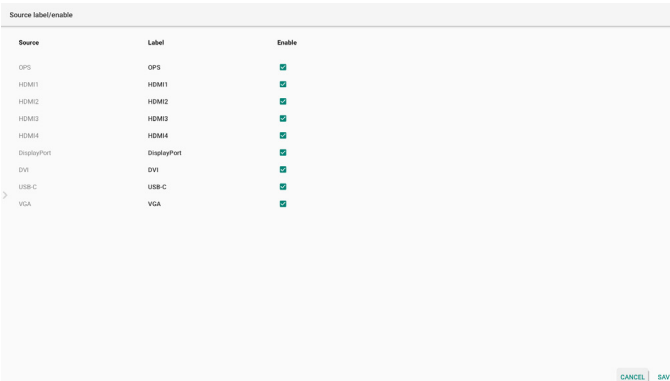 Source label/enable
Source Label Enable
OPS OPS
HDMI1 HDMI1
HDMI2 HDMI2
HDMI3 HDMI3
HDMI4 HDMI4
DisplayPort DisplayPort
DVI DVI
USB-C USB-C
VGA VGA
CANCEL SAV